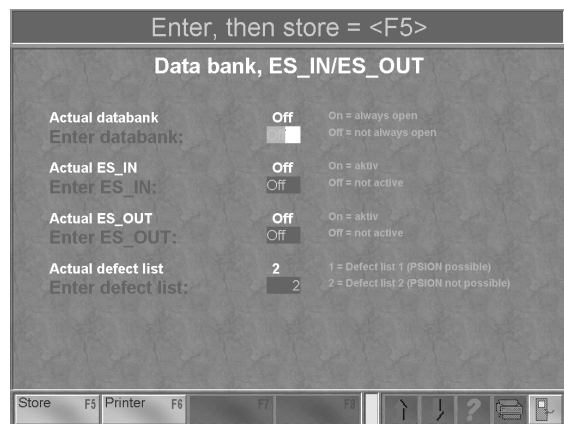 Enter, then store = <F5>
Data bank, ES_IN/ES_OUT
Actual databank Off On = always open
Enter databank: Off Off = not always open
Actual ES_IN Off On = aktiv
Enter ES_IN: Off Off = not active
Actual ES_OUT Off On = aktiv
Enter ES_OUT: Off Off = not active
Actual defect list 2 1 = Defect list 1 (PSION possible)
Enter defect list: 2 2 = Defect list 2 (PSION not possible)
Store F5 Printer F6 F7 F8 ?